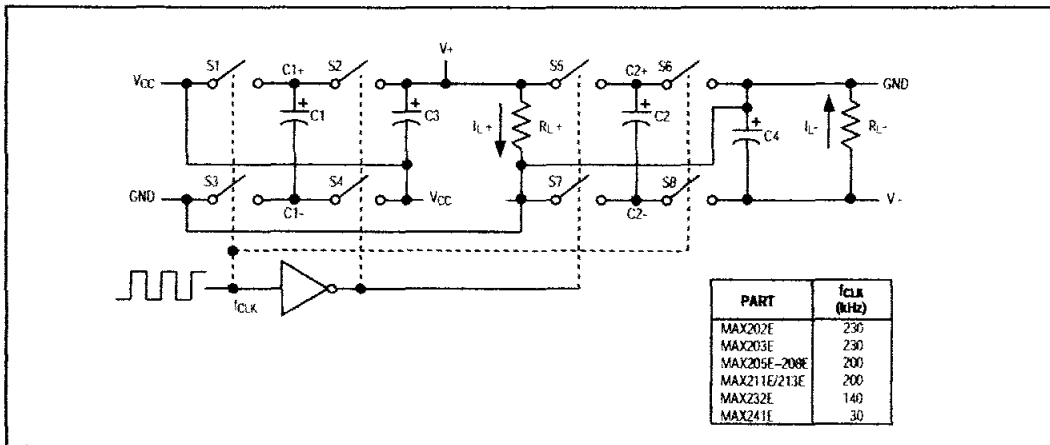 V+
S1 C1+ S2 S5 C2+ S6
VCC GND
+ + + +
C1 C3 IL+ RL+ C2 C4 IL- RL-
S3 S4 S7 S8
GND VCC V-
C1- C2-
fCLK
PART fCLK (kHz)
MAX202E 230
MAX203E 230
MAX205E–208E 200
MAX211E/213E 200
MAX232E 140
MAX241E 30